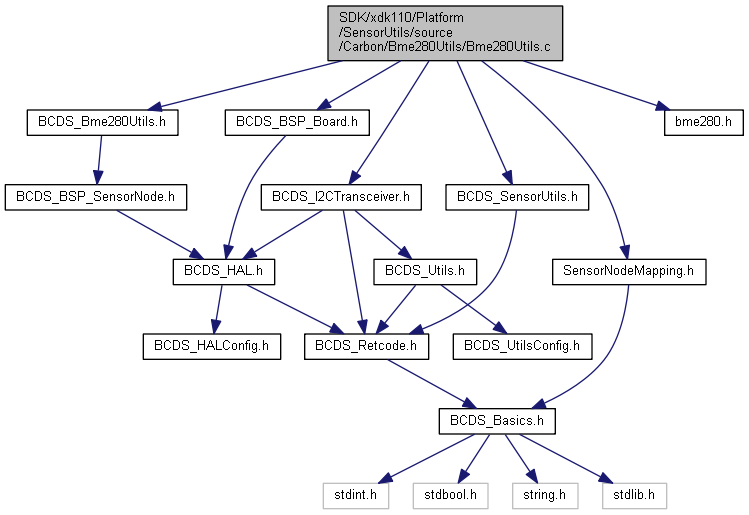 SDK/xdk110/Platform
/SensorUtils/source
/Carbon/Bme280Utils/Bme280Utils.c
BCDS_Bme280Utils.h
BCDS_BSP_Board.h
bme280.h
BCDS_BSP_SensorNode.h
BCDS_I2CTransceiver.h
BCDS_SensorUtils.h
BCDS_HAL.h
BCDS_Utils.h
SensorNodeMapping.h
BCDS_HALConfig.h
BCDS_Retcode.h
BCDS_UtilsConfig.h
BCDS_Basics.h
stdint.h
stdbool.h
string.h
stdlib.h